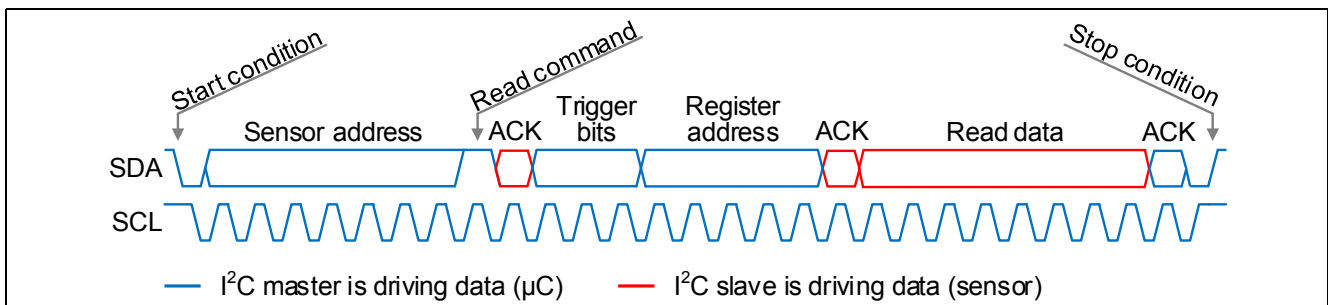 Start condition
Read command
Stop condition
Sensor address
ACK
Trigger
bits
Register
address
ACK
Read data
ACK
SDA
SCL
I²C master is driving data (µC)
I²C slave is driving data (sensor)